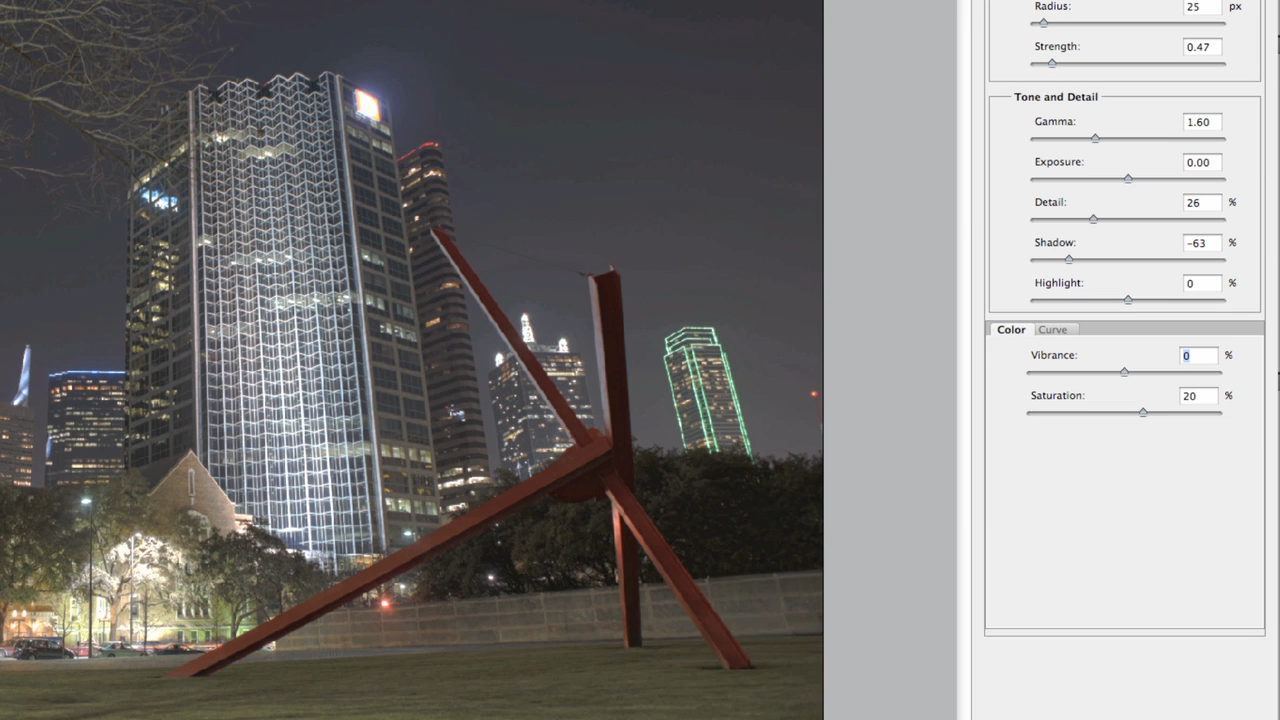 Radius: 25 px
Strength: 0.47
Tone and Detail
Gamma: 1.60
Exposure: 0.00
Detail: 26 %
Shadow: -63 %
Highlight: 0 %
Color Curve
Vibrance: 0 %
Saturation: 20 %